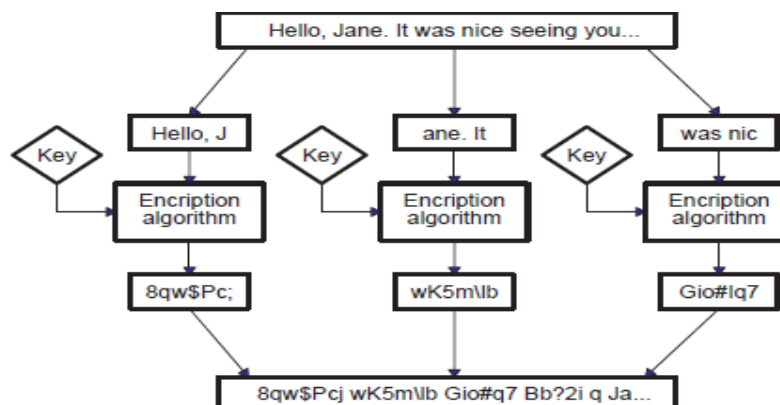 Hello, Jane. It was nice seeing you...
Hello, J
ane. It
was nic
Key
Key
Key
Encription
algorithm
Encription
algorithm
Encription
algorithm
8qw$Pc;
wK5m\lb
Gio#lq7
8qw$Pcj wK5m\lb Gio#q7 Bb?2i q Ja...